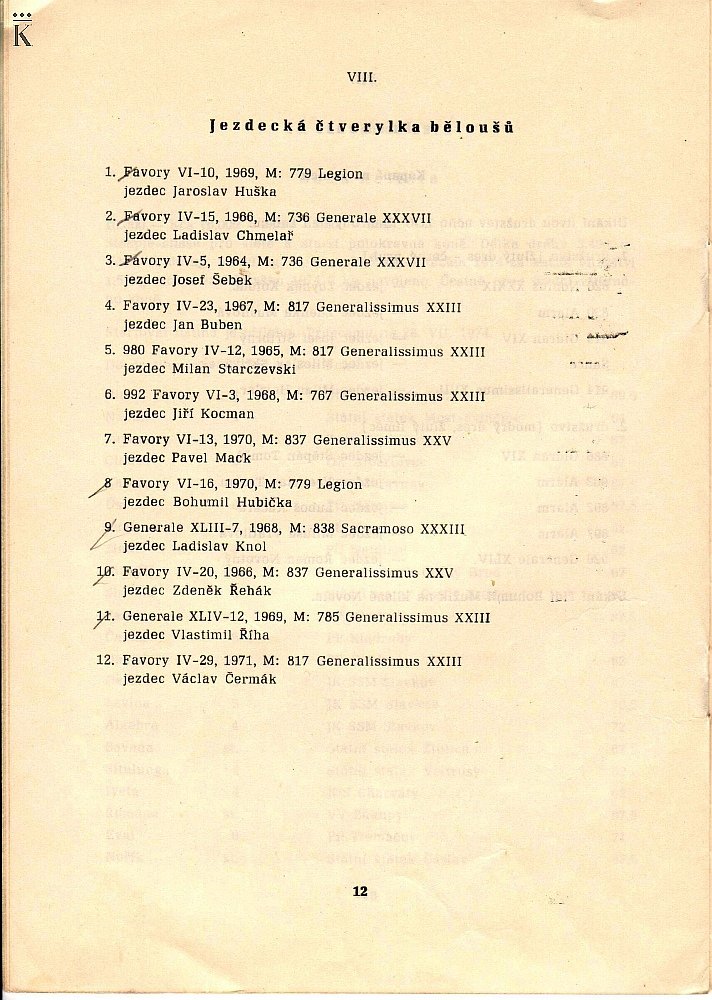 K
VIII.
Jezdecká čtverylka běloušů
1. Favory VI-10, 1969, M: 779 Legion
jezdec Jaroslav Huška
2. Favory IV-15, 1966, M: 736 Generale XXXVII
jezdec Ladislav Chmelař
3. Favory IV-5, 1964, M: 736 Generale XXXVII
jezdec Josef Šebek
4. Favory IV-23, 1967, M: 817 Generalissimus XXIII
jezdec Jan Buben
5. 980 Favory IV-12, 1965, M: 817 Generalissimus XXIII
jezdec Milan Starczevski
6. 992 Favory VI-3, 1968, M: 767 Generalissimus XXIII
jezdec Jiří Kocman
7. Favory VI-13, 1970, M: 837 Generalissimus XXV
jezdec Pavel Mack
8 Favory VI-16, 1970, M: 779 Legion
jezdec Bohumil Hubička
9. Generale XLIII-7, 1968, M: 838 Sacramoso XXXIII
jezdec Ladislav Knol
10. Favory IV-20, 1966, M: 837 Generalissimus XXV
jezdec Zdeněk Řehák
11. Generale XLIV-12, 1969, M: 785 Generalissimus XXIII
jezdec Vlastimil Říha
12. Favory IV-29, 1971, M: 817 Generalissimus XXIII
jezdec Václav Čermák
12